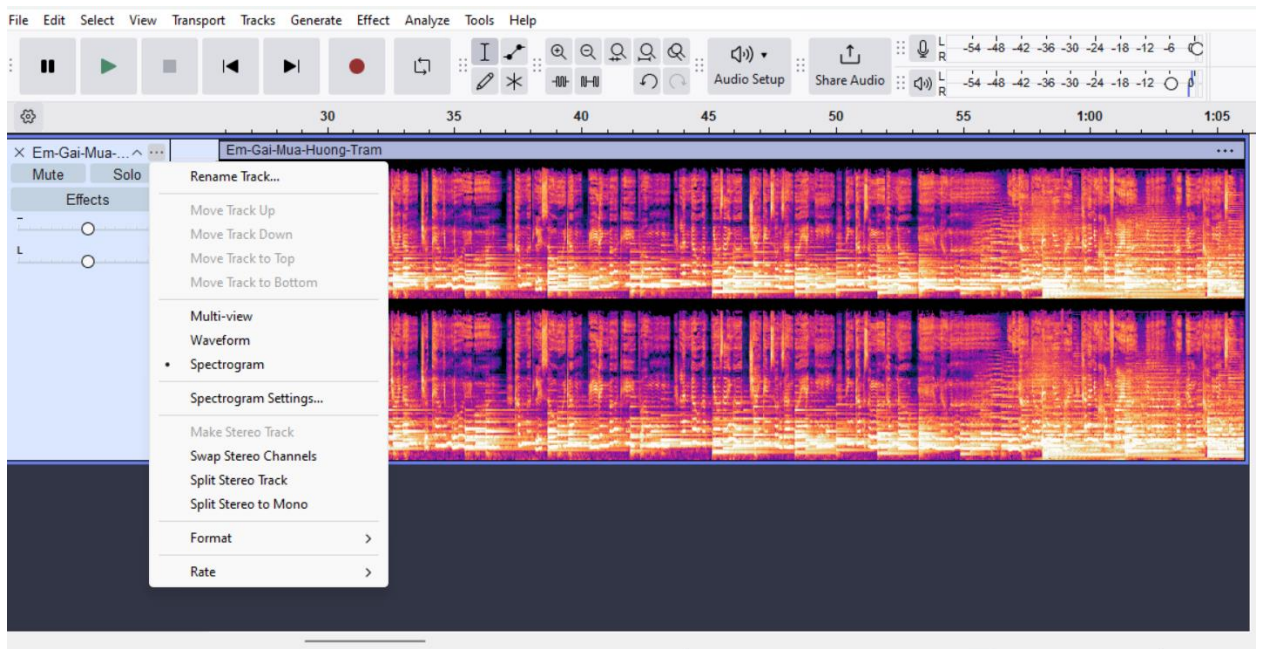 File Edit Select View Transport Tracks Generate Effect Analyze Tools Help
L
R
-54 -48 -42 -36 -30 -24 -18 -12 -6
Audio Setup
Share Audio
L
R
-54 -48 -42 -36 -30 -24 -18 -12
30 35 40 45 50 55 1:00 1:05
Em-Gai-Mua-...
Em-Gai-Mua-Huong-Tram
Mute Solo
Effects
L
Rename Track...
Move Track Up
Move Track Down
Move Track to Top
Move Track to Bottom
Multi-view
Waveform
Spectrogram
Spectrogram Settings...
Make Stereo Track
Swap Stereo Channels
Split Stereo Track
Split Stereo to Mono
Format
Rate